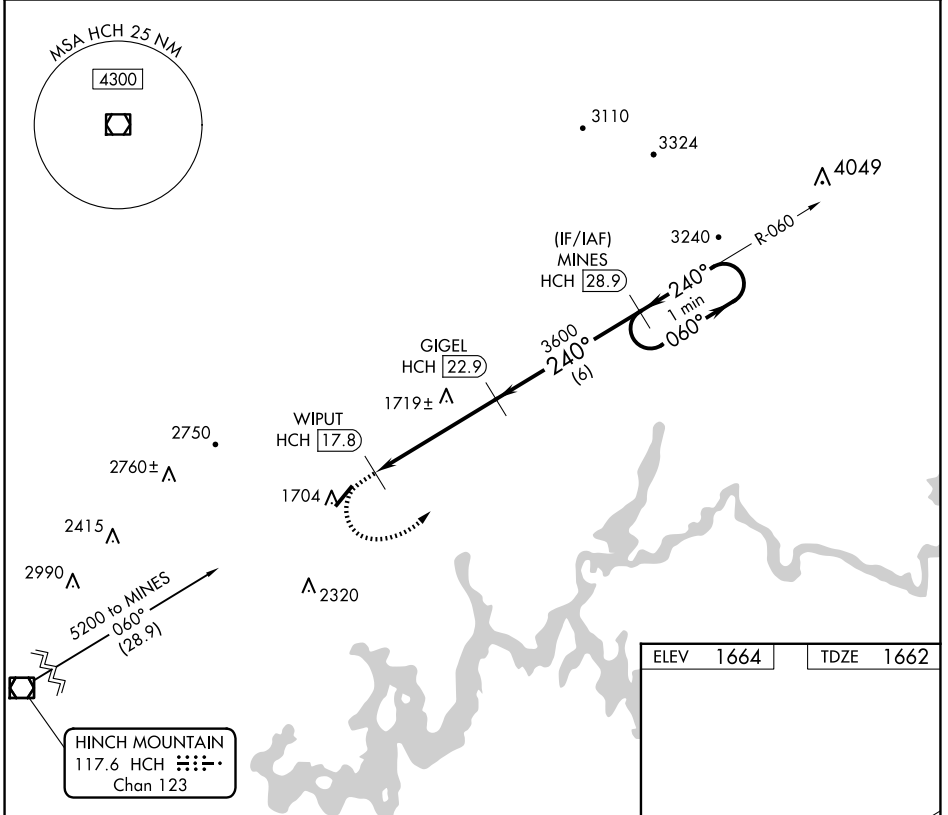 MSA HCH 25 NM
4300
3110
3324
4049
R-060
3240
(IF/IAF)
MINES
HCH 28.9
240°
1 min
060°
3600
240°
(6)
GIGEL
HCH 22.9
1719±
WIPUT
HCH 17.8
2750
2760±
1704
2415
2990
2320
5200 to MINES
060°
(28.9)
ELEV 1664
TDZE 1662
HINCH MOUNTAIN
117.6 HCH
Chan 123